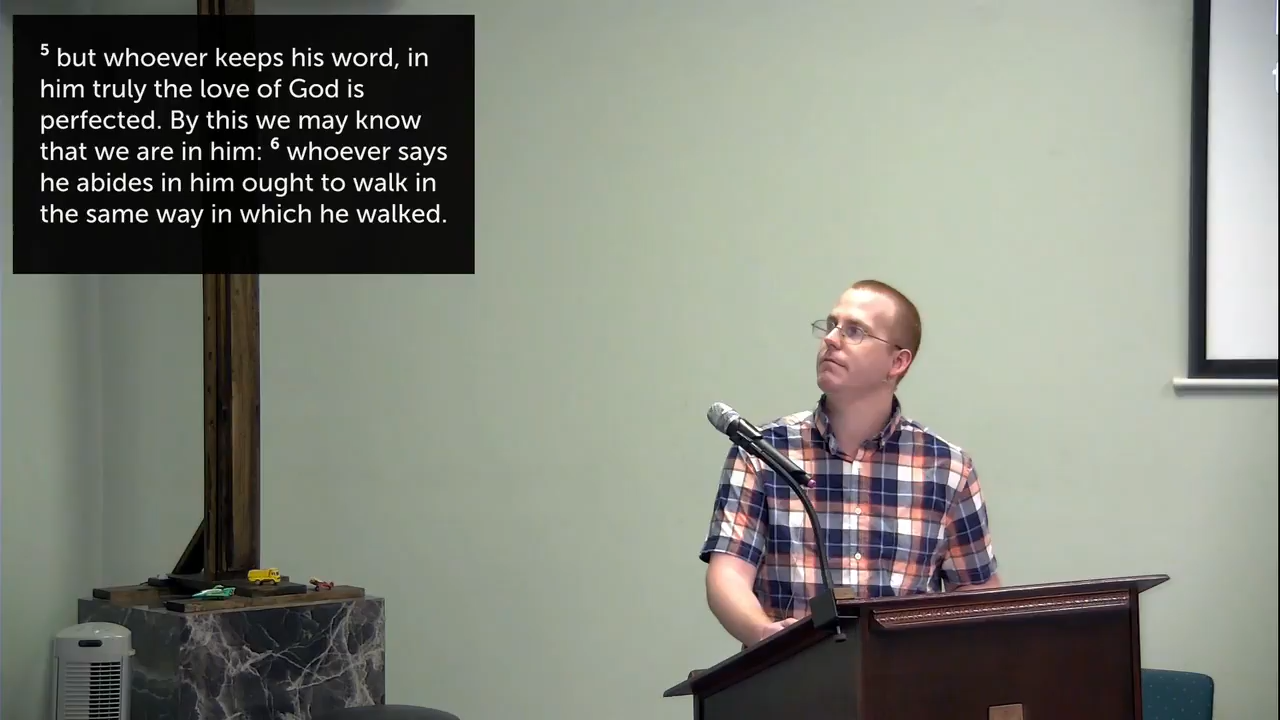 ⁵ but whoever keeps his word, in
him truly the love of God is
perfected. By this we may know
that we are in him: ⁶ whoever says
he abides in him ought to walk in
the same way in which he walked.